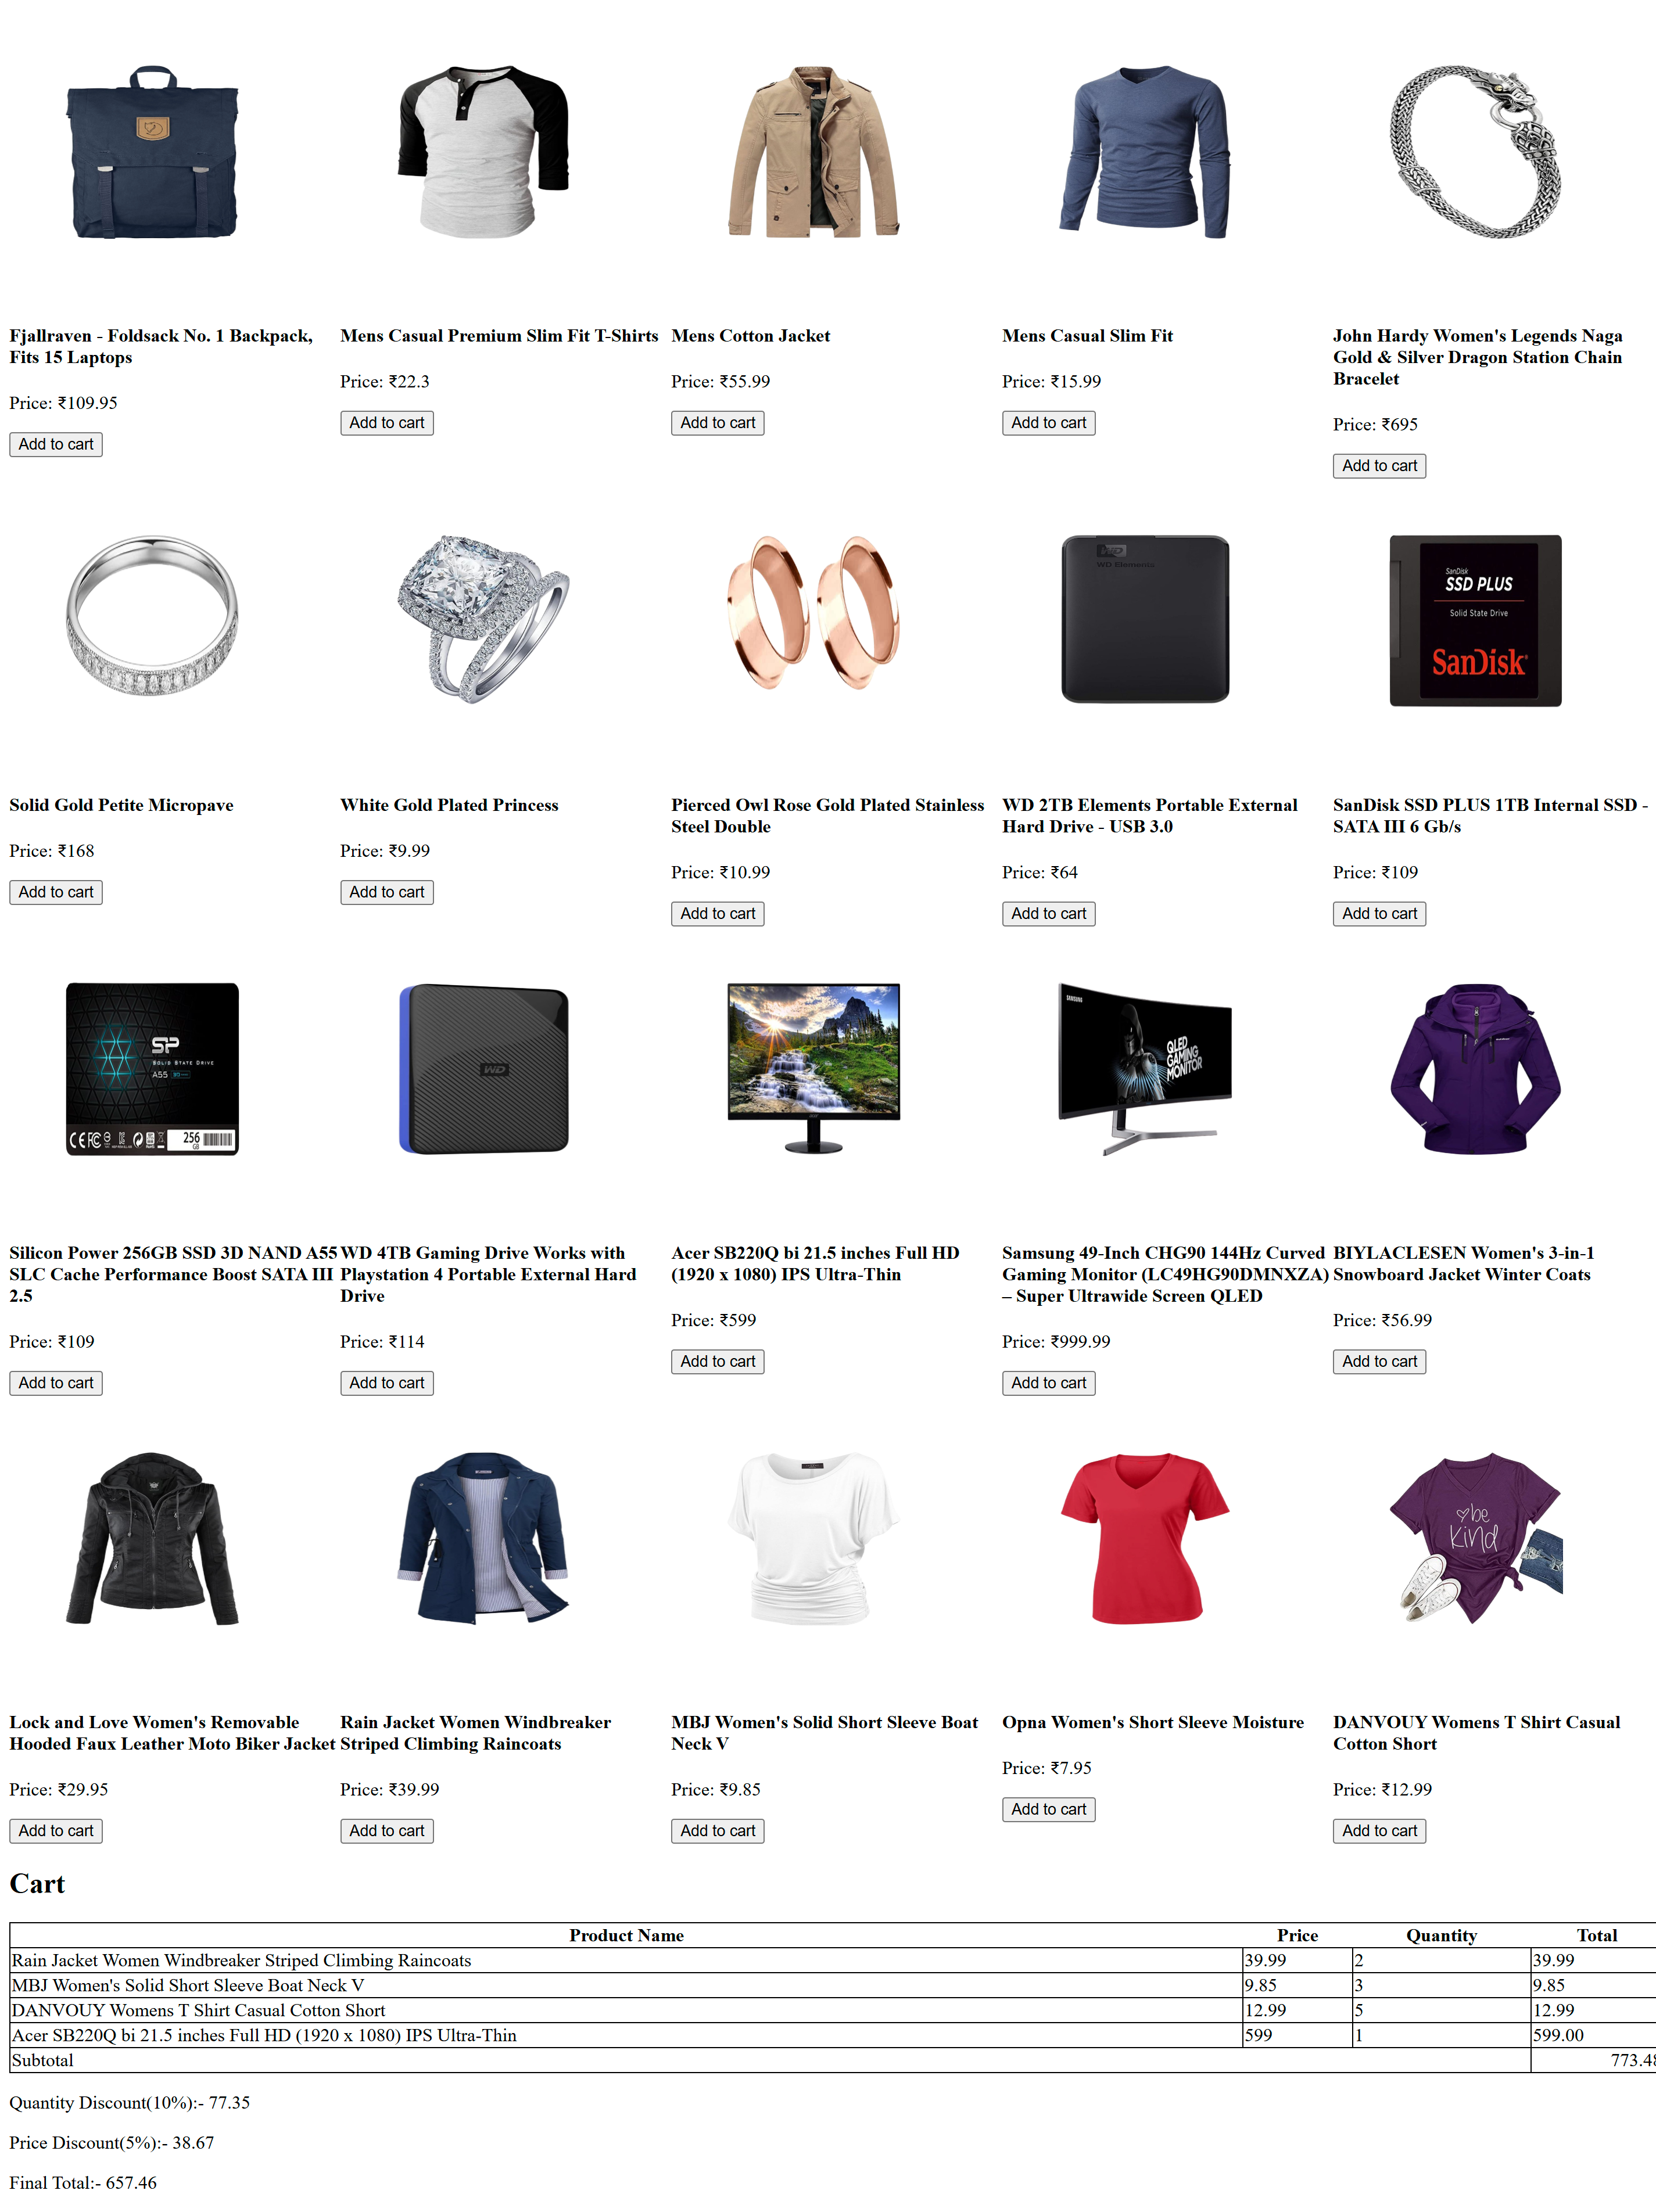 WD
WD Elements
SanDisk
SSD PLUS
Solid State Drive
SanDisk
Fjallraven - Foldsack No. 1 Backpack,
Fits 15 Laptops
Price: ₹109.95
Add to cart
Mens Casual Premium Slim Fit T-Shirts
Price: ₹22.3
Add to cart
Mens Cotton Jacket
Price: ₹55.99
Add to cart
Mens Casual Slim Fit
Price: ₹15.99
Add to cart
John Hardy Women's Legends Naga
Gold & Silver Dragon Station Chain
Bracelet
Price: ₹695
Add to cart
Solid Gold Petite Micropave
Price: ₹168
Add to cart
White Gold Plated Princess
Price: ₹9.99
Add to cart
Pierced Owl Rose Gold Plated Stainless
Steel Double
Price: ₹10.99
Add to cart
WD 2TB Elements Portable External
Hard Drive - USB 3.0
Price: ₹64
Add to cart
SanDisk SSD PLUS 1TB Internal SSD -
SATA III 6 Gb/s
Price: ₹109
Add to cart
SP
SOLID STATE DRIVE
A55
256
GB
WD
SAMSUNG
QLED
GAMING
MONITOR
Silicon Power 256GB SSD 3D NAND A55
SLC Cache Performance Boost SATA III
2.5
Price: ₹109
Add to cart
WD 4TB Gaming Drive Works with
Playstation 4 Portable External Hard
Drive
Price: ₹114
Add to cart
Acer SB220Q bi 21.5 inches Full HD
(1920 x 1080) IPS Ultra-Thin
Price: ₹599
Add to cart
Samsung 49-Inch CHG90 144Hz Curved
Gaming Monitor (LC49HG90DMNXZA)
– Super Ultrawide Screen QLED
Price: ₹999.99
Add to cart
BIYLACLESEN Women's 3-in-1
Snowboard Jacket Winter Coats
Price: ₹56.99
Add to cart
be
kind
Lock and Love Women's Removable
Hooded Faux Leather Moto Biker Jacket
Price: ₹29.95
Add to cart
Rain Jacket Women Windbreaker
Striped Climbing Raincoats
Price: ₹39.99
Add to cart
MBJ Women's Solid Short Sleeve Boat
Neck V
Price: ₹9.85
Add to cart
Opna Women's Short Sleeve Moisture
Price: ₹7.95
Add to cart
DANVOUY Womens T Shirt Casual
Cotton Short
Price: ₹12.99
Add to cart
Cart
Product Name Price Quantity Total
Rain Jacket Women Windbreaker Striped Climbing Raincoats 39.99 2 39.99
MBJ Women's Solid Short Sleeve Boat Neck V 9.85 3 9.85
DANVOUY Womens T Shirt Casual Cotton Short 12.99 5 12.99
Acer SB220Q bi 21.5 inches Full HD (1920 x 1080) IPS Ultra-Thin 599 1 599.00
Subtotal 773.48
Quantity Discount(10%):- 77.35
Price Discount(5%):- 38.67
Final Total:- 657.46